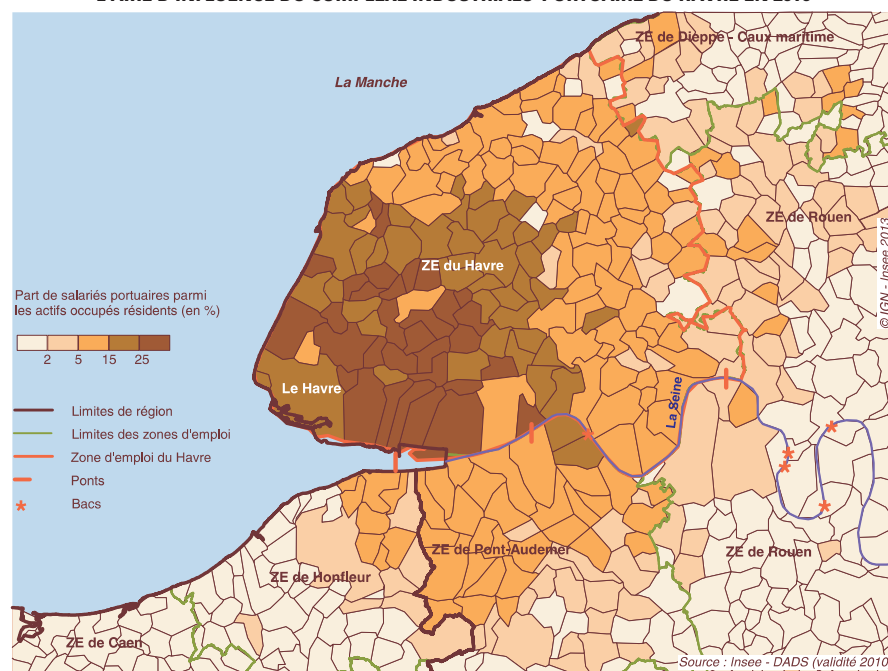 ZE de Dieppe - Caux maritime
La Manche
ZE de Rouen
ZE du Havre
© IGN - Insee 2013
Part de salariés portuaires parmi
les actifs occupés résidents (en %)
2 5 15 25
Le Havre
La Seine
Limites de région
Limites des zones d'emploi
Zone d'emploi du Havre
Ponts
Bacs
ZE de Pont-Audemer
ZE de Rouen
ZE de Honfleur
ZE de Caen
Source : Insee - DADS (validité 2010